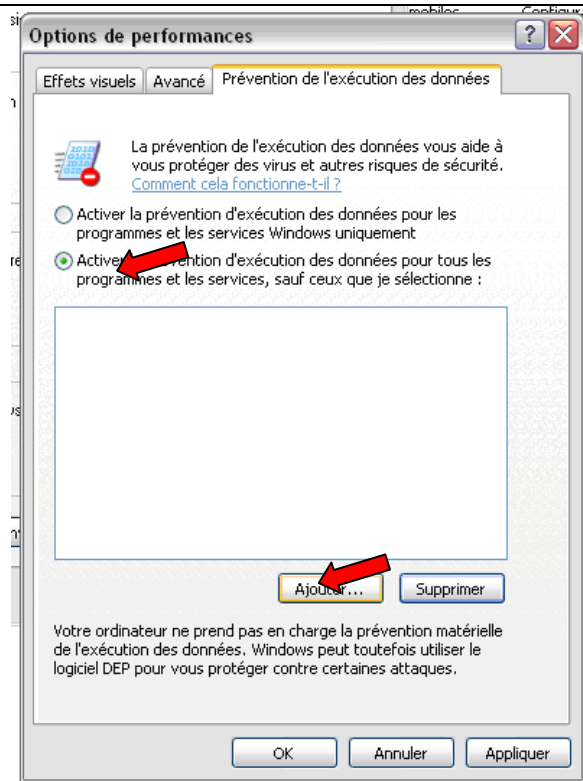 Options de performances
Effets visuels Avancé Prévention de l'exécution des données
La prévention de l'exécution des données vous aide à
vous protéger des virus et autres risques de sécurité.
Comment cela fonctionne-t-il ?
Activer la prévention d'exécution des données pour les
programmes et les services Windows uniquement
Activer d'exécution des données pour tous les
programmes et les services, sauf ceux que je sélectionne :
Ajouter... Supprimer
Votre ordinateur ne prend pas en charge la prévention matérielle
de l'exécution des données. Windows peut toutefois utiliser le
logiciel DEP pour vous protéger contre certaines attaques.
OK Annuler Appliquer